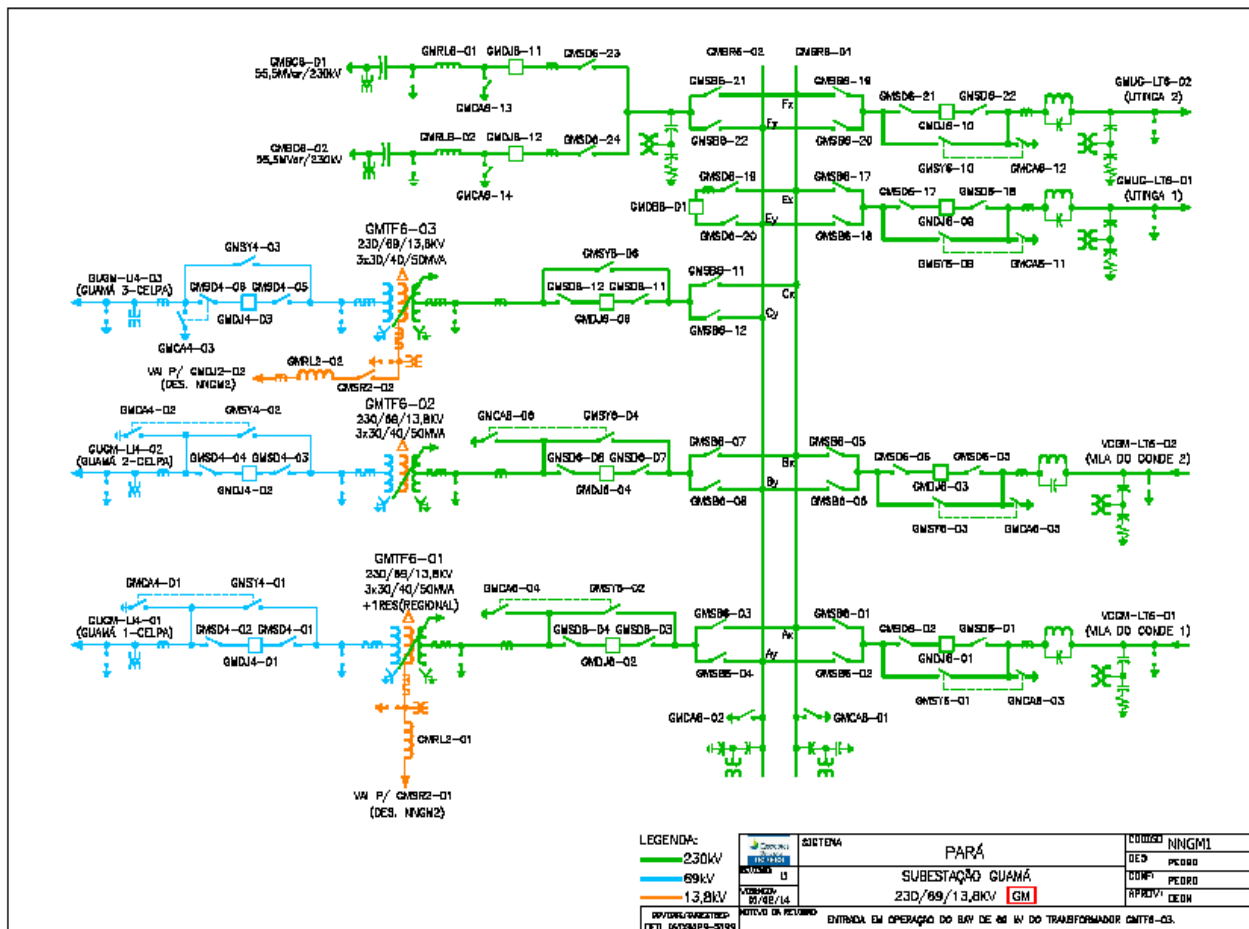 GMBC6-01
55,5MVar/230kV
GMRL6-01
GMDJ6-11
GMSD6-23
GMCA6-13
GMBC6-02
55,5MVar/230kV
GMRL6-02
GMDJ6-12
GMSD6-24
GMCA6-14
GMBR6-02
GMBR6-01
GMSB6-21
GMSB6-19
Fx
Fy
GMSB6-22
GMSB6-20
GMSD6-21
GMSD6-22
GMDJ6-10
GMSY6-10
GMCA6-12
GMUG-LT6-02
(UTINGA 2)
GMSD6-19
GMSB6-17
GMDB6-01
Ex
Ey
GMSD6-20
GMSB6-18
GMSD6-17
GMSD6-18
GMDJ6-09
GMSY6-09
GMCA6-11
GMUG-LT6-01
(UTINGA 1)
GMTF6-03
230/69/13,8KV
3x30/40/50MVA
GMSY4-03
GUGM-LI4-03
(GUAMÁ 3-CELPA)
GMSD4-06
GMSD4-05
GMDJ4-03
GMCA4-03
GMRL2-02
VAI P/ GMDJ2-02
(DES. NNGM2)
GMSR2-02
GMSY6-06
GMSD6-12
GMSD6-11
GMDJ6-06
GMSB6-11
Cx
Cy
GMSB6-12
GMTF6-02
230/69/13,8KV
3x30/40/50MVA
GMCA4-02
GMSY4-02
GUGM-LI4-02
(GUAMÁ 2-CELPA)
GMSD4-04
GMSD4-03
GMDJ4-02
GMCA6-06
GMSY6-04
GMSD6-08
GMSD6-07
GMDJ6-04
GMSB6-07
GMSB6-05
Bx
By
GMSB6-08
GMSB6-06
GMSD6-06
GMSD6-05
GMDJ6-03
GMSY6-03
GMCA6-05
VCGM-LT6-02
(VILA DO CONDE 2)
GMTF6-01
230/69/13,8KV
3x30/40/50MVA
+1RES(REGIONAL)
GMCA4-01
GMSY4-01
GUGM-LI4-01
(GUAMÁ 1-CELPA)
GMSD4-02
GMSD4-01
GMDJ4-01
GMCA6-04
GMSY6-02
GMSD6-04
GMSD6-03
GMDJ6-02
GMSB6-03
GMSB6-01
Ax
Ay
GMSB6-04
GMSB6-02
GMSD6-02
GMSD6-01
GMDJ6-01
GMSY6-01
GMCA6-03
VCGM-LT6-01
(VILA DO CONDE 1)
GMCA6-02
GMCA6-01
GMRL2-01
VAI P/ GMSR2-01
(DES. NNGM2)
LEGENDA:
230kV
69kV
13,8kV
SISTEMA
PARÁ
SUBESTAÇÃO GUAMÁ
230/69/13,8KV GM
CODIGO NNGM1
DES PEDRO
CONF: PEDRO
APROV:
MOTIVO DA REVISÃO
ENTRADA EM OPERAÇÃO DO BAY DE 69 kV DO TRANSFORMADOR GMTF6-03.